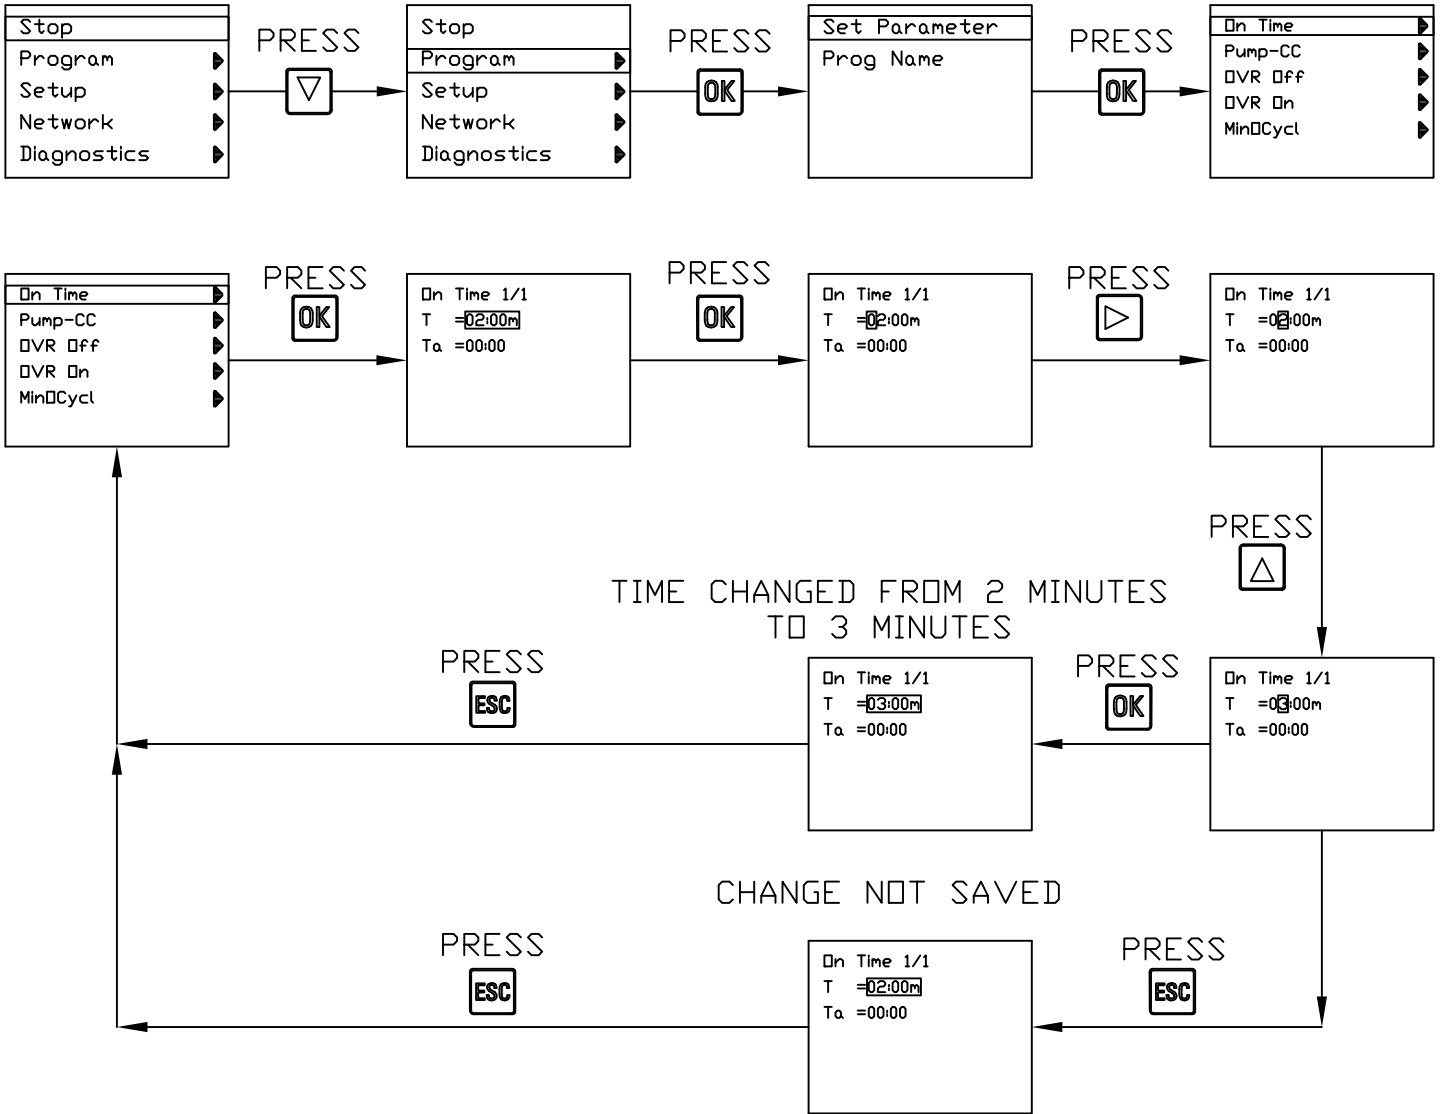 Stop
Program
Setup
Network
Diagnostics
PRESS
Stop
Program
Setup
Network
Diagnostics
PRESS
OK
Set Parameter
Prog Name
PRESS
OK
On Time
Pump-CC
OVR Off
OVR On
Min□Cycl
On Time
Pump-CC
OVR Off
OVR On
Min□Cycl
PRESS
OK
On Time 1/1
T =02:00m
Ta =00:00
PRESS
OK
On Time 1/1
T =02:00m
Ta =00:00
PRESS
On Time 1/1
T =02:00m
Ta =00:00
PRESS
TIME CHANGED FROM 2 MINUTES
TO 3 MINUTES
PRESS
ESC
On Time 1/1
T =03:00m
Ta =00:00
PRESS
OK
On Time 1/1
T =03:00m
Ta =00:00
CHANGE NOT SAVED
PRESS
ESC
On Time 1/1
T =02:00m
Ta =00:00
PRESS
ESC